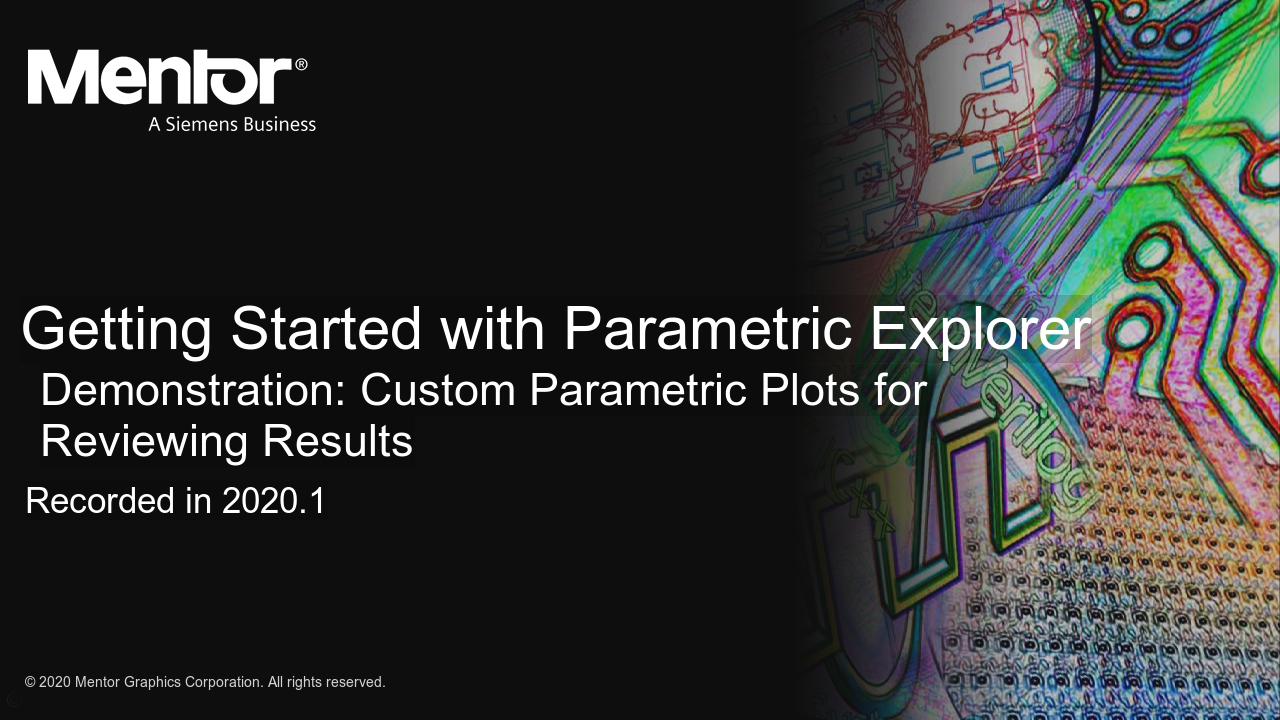 Mentor®
A Siemens Business
Getting Started with Parametric Explorer
Demonstration: Custom Parametric Plots for
Reviewing Results
Recorded in 2020.1
Verilog
C++
© 2020 Mentor Graphics Corporation. All rights reserved.